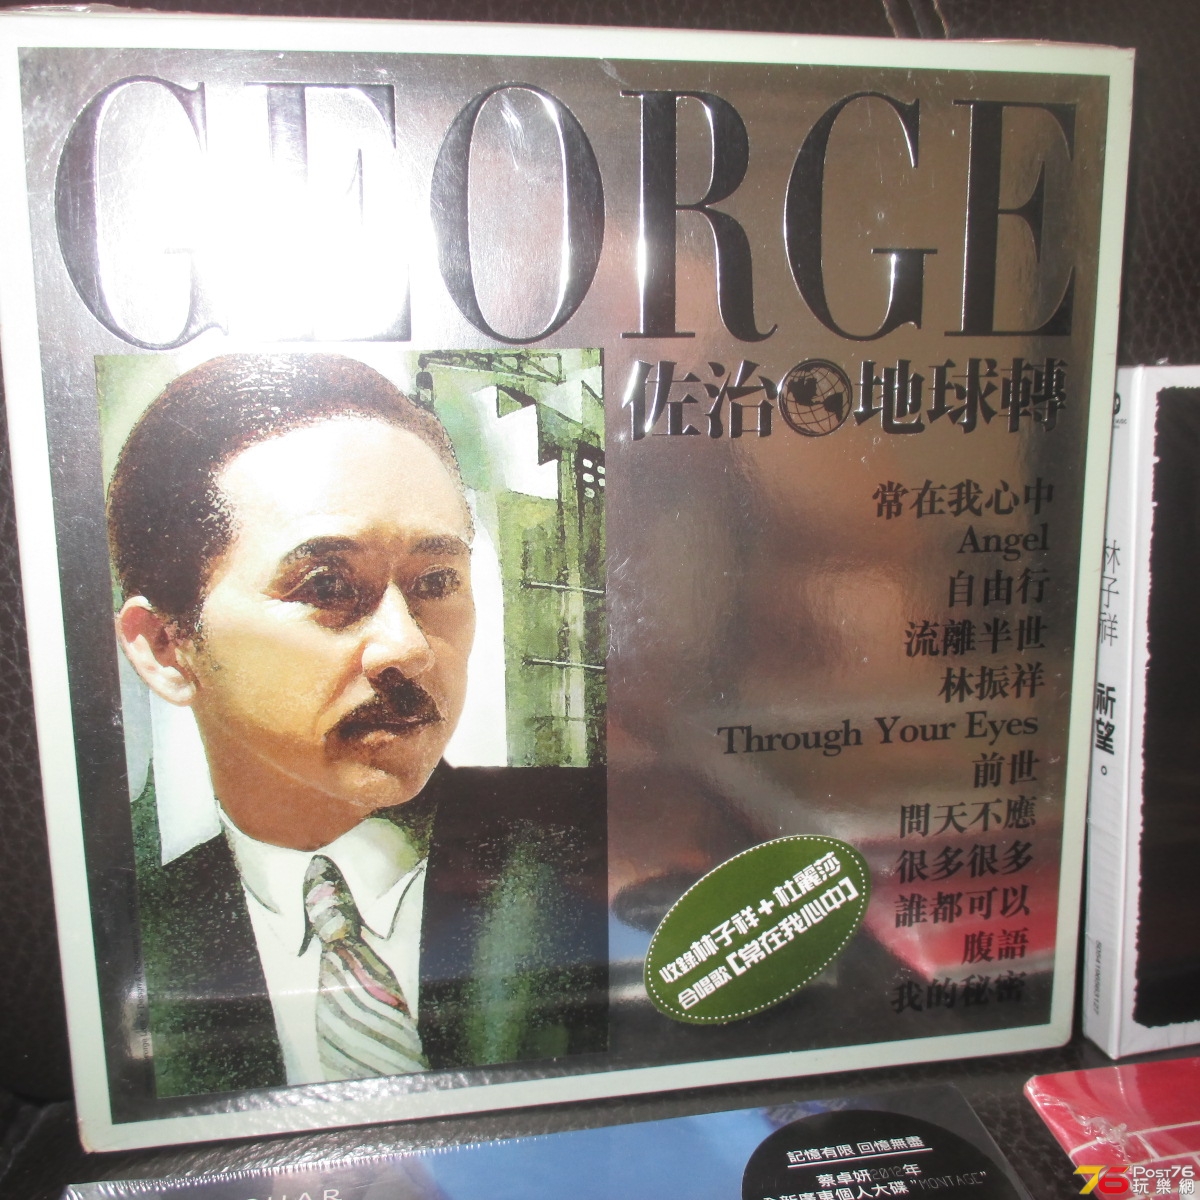 GEORGE
佐治地球轉
常在我心中
Angel
自由行
流離半世
林振祥
Through Your Eyes
前世
問天不應
很多很多
誰都可以
腹語
我的秘密
收錄林子祥+杜麗莎
合唱歌【常在我心中】
林子祥 祈望。
記憶有限 回憶無盡
蔡卓妍2012年
新廣東個人大碟 "MONTAGE"
76 Post76
玩樂網